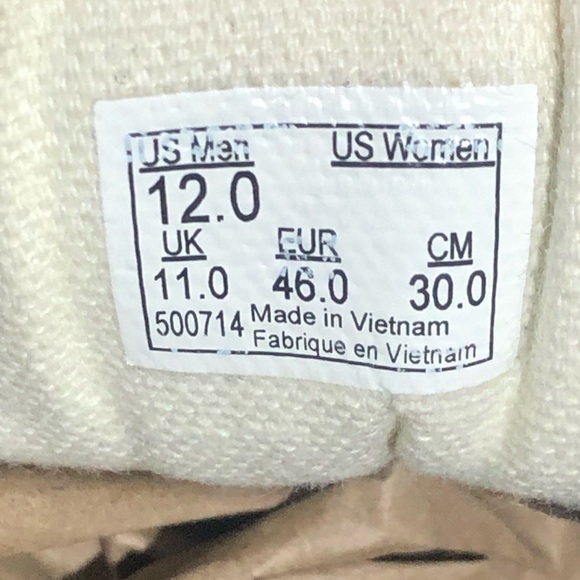 US Men US Women
12.0
UK EUR CM
11.0 46.0 30.0
500714 Made in Vietnam
Fabrique en Vietnam